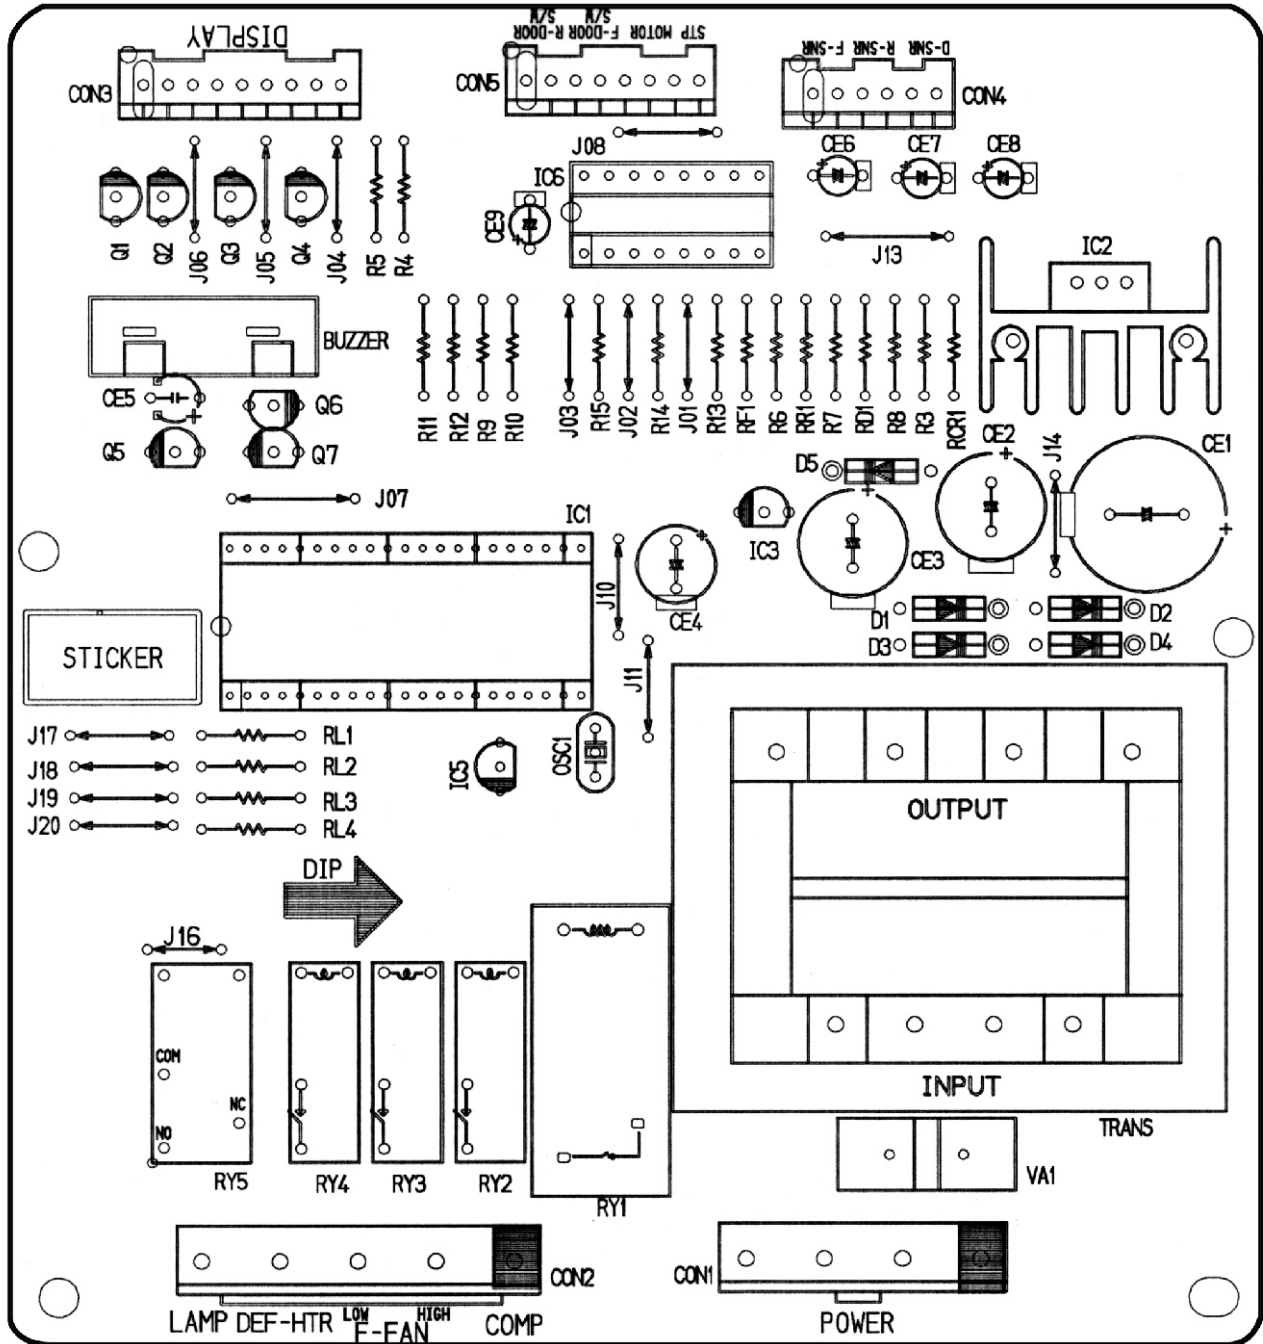 DISPLAY
S/W S/W
R-DOOR F-DOOR STP MOTOR
F-SNR R-SNR D-SNR
CON3
CON5
CON4
J08
CE6 CE7 CE8
IC6
CE9
Q1 Q2 J06 Q3 J05 Q4 J04 R5 R4
J13
IC2
BUZZER
CE5
Q6
R11 R12 R9 R10 J03 R15 J02 R14 J01 R13 RF1 R6 RR1 R7 RD1 R8 R3 RCR1
Q5
Q7
D5
CE2
J14
CE1
J07
IC1
IC3
CE3
J10
CE4
D1
D2
D3
D4
STICKER
J11
J17 RL1
J18 RL2
J19 RL3
J20 RL4
IC5
OSC1
OUTPUT
DIP
J16
COM
NC
NO
INPUT
TRANS
RY5 RY4 RY3 RY2
RY1
VA1
CON2
CON1
LAMP DEF-HTR LOW HIGH COMP
F-FAN
POWER